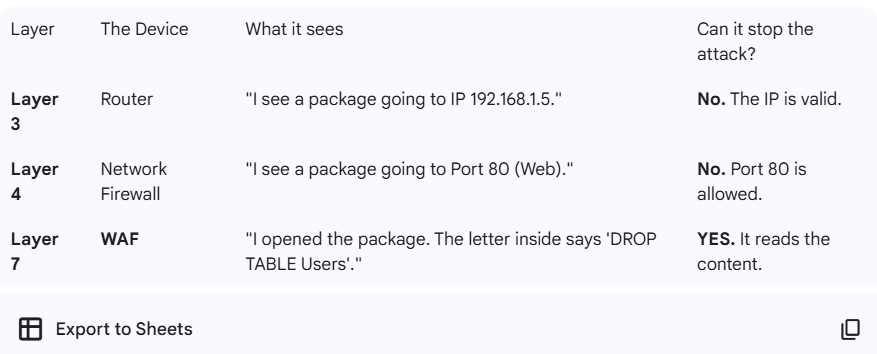 Layer The Device What it sees Can it stop the
attack?
Layer Router "I see a package going to IP 192.168.1.5." No. The IP is valid.
3
Layer Network "I see a package going to Port 80 (Web)." No. Port 80 is
4 Firewall allowed.
Layer WAF "I opened the package. The letter inside says 'DROP YES. It reads the
7 TABLE Users'." content.
Export to Sheets